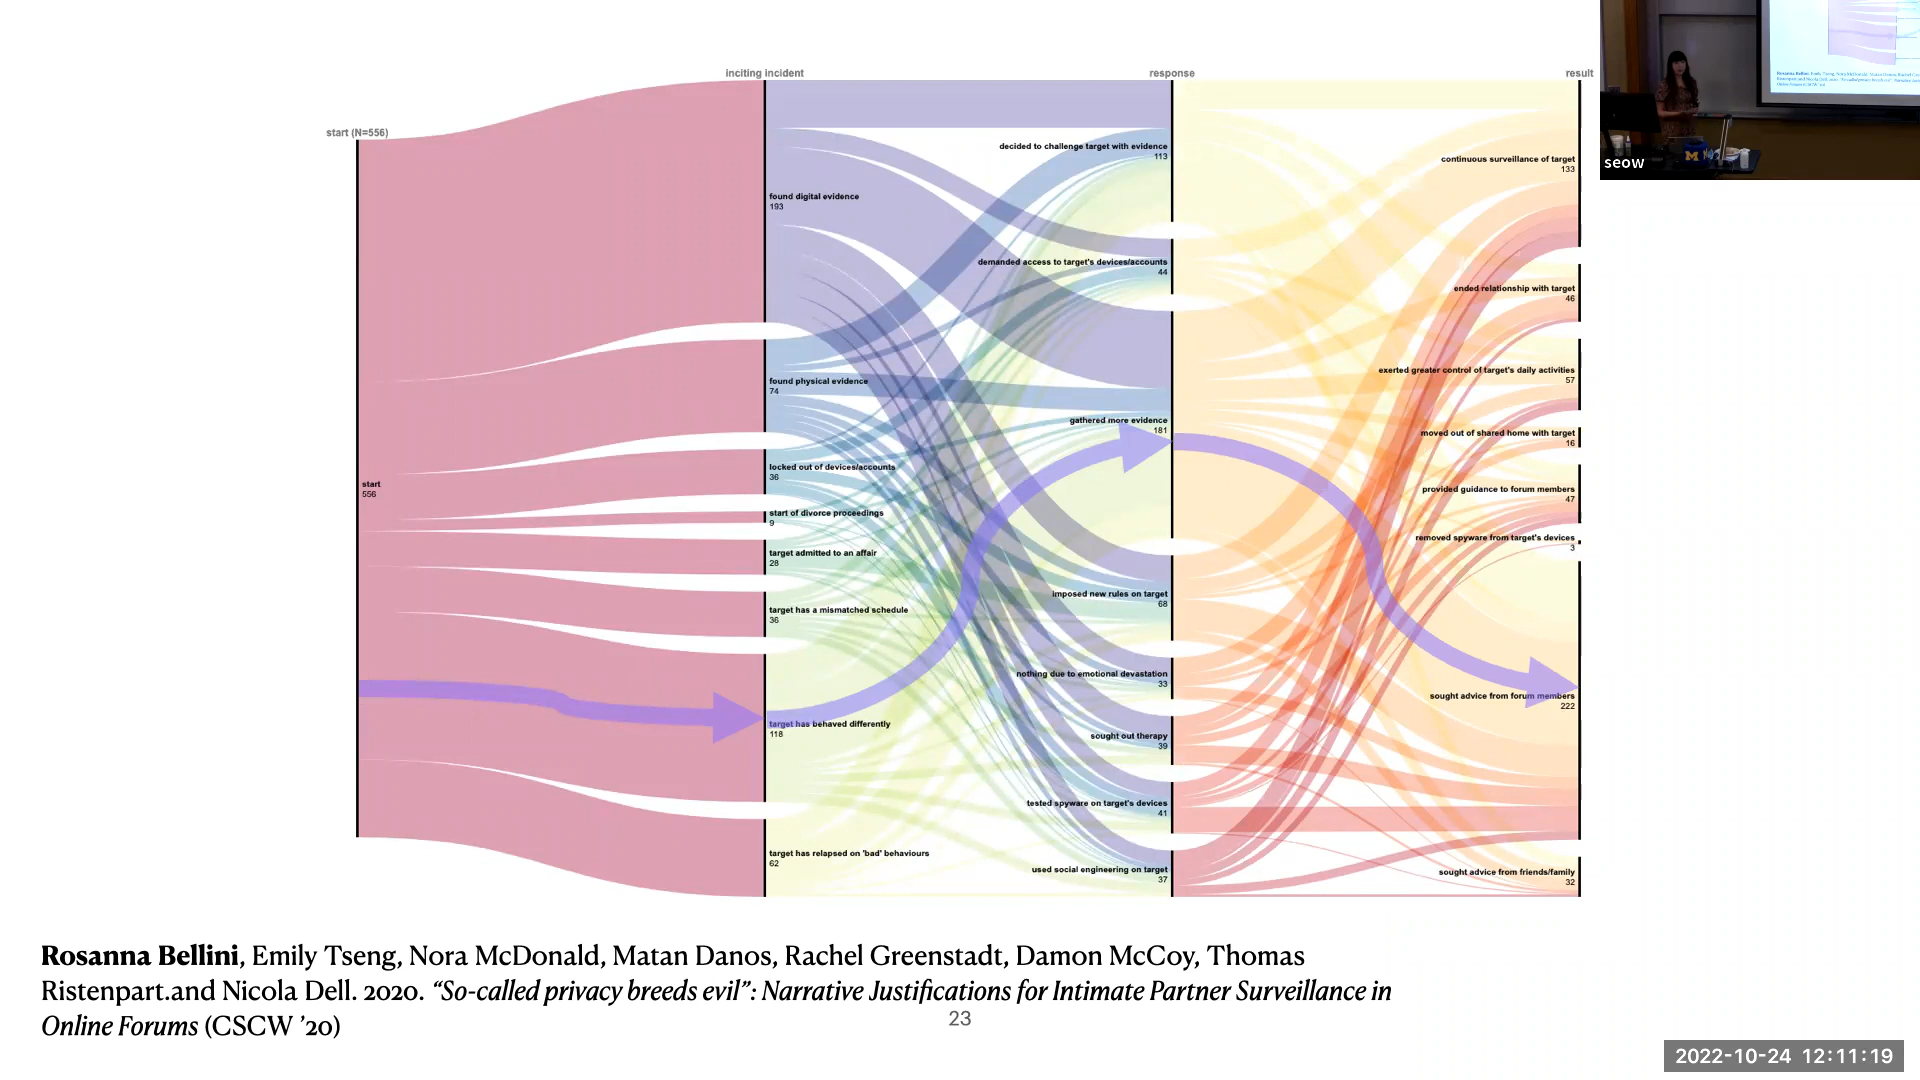 inciting incident
response
result
start (N=556)
decided to challenge target with evidence
113
continuous surveillance of target
133
seow
found digital evidence
193
demanded access to target's devices/accounts
44
ended relationship with target
46
found physical evidence
74
exerted greater control of target's daily activities
57
gathered more evidence
181
moved out of shared home with target
16
locked out of devices/accounts
36
start
556
provided guidance to forum members
47
start of divorce proceedings
9
removed spyware from target's devices
3
target admitted to an affair
28
imposed new rules on target
68
target has a mismatched schedule
36
nothing due to emotional devastation
33
sought advice from forum members
222
target has behaved differently
118
sought out therapy
39
tested spyware on target's devices
41
target has relapsed on 'bad' behaviours
62
used social engineering on target
37
sought advice from friends/family
32
Rosanna Bellini, Emily Tseng, Nora McDonald, Matan Danos, Rachel Greenstadt, Damon McCoy, Thomas
Ristenpart.and Nicola Dell. 2020. “So-called privacy breeds evil”: Narrative Justifications for Intimate Partner Surveillance in
Online Forums (CSCW ’20)
23
2022-10-24 12:11:19